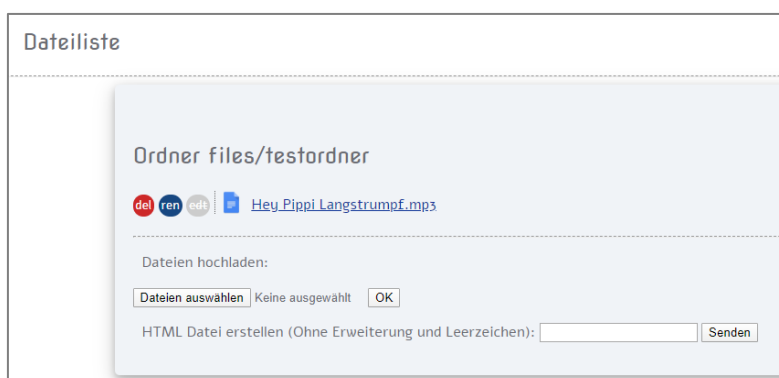 Dateiliste
Ordner files/testordner
del ren edt Hey Pippi Langstrumpf.mp3
Dateien hochladen:
Dateien auswählen Keine ausgewählt OK
HTML Datei erstellen (Ohne Erweiterung und Leerzeichen): Senden